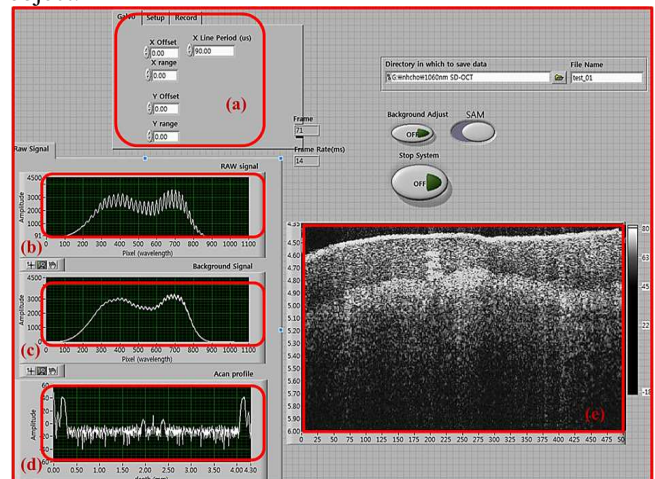 Galvo Setup Record
X Offset X Line Period (us)
0.00 90.00
X range
0.00
Y Offset
0.00
Y range
0.00
(a)
Directory in which to save data File Name
test_01
Background Adjust SAM
OFF
Stop System
OFF
Frame
71
Frame Rate(ms)
14
Raw Signal
RAW signal
Amplitude
4500
3000
2000
1000
91
0 100 200 300 400 500 600 700 800 900 1000 1100
Pixel (wavelength)
(b)
Background Signal
Amplitude
4500
3000
2000
1000
0
0 100 200 300 400 500 600 700 800 900 1000 1100
Pixel (wavelength)
(c)
Acan profile
Amplitude
60
40
20
0
(d)
0.00 0.50 1.00 1.50 2.00 2.50 3.00 3.50 4.00 4.30
depth (mm)
4.35
4.50
4.60
4.70
4.80
4.90
5.00
5.10
5.20
5.30
5.40
5.50
5.60
5.70
5.80
5.90
6.00
0 25 50 75 100 125 150 175 200 225 250 275 300 325 350 375 400 425 450 475 50
(e)
80
65
45
22